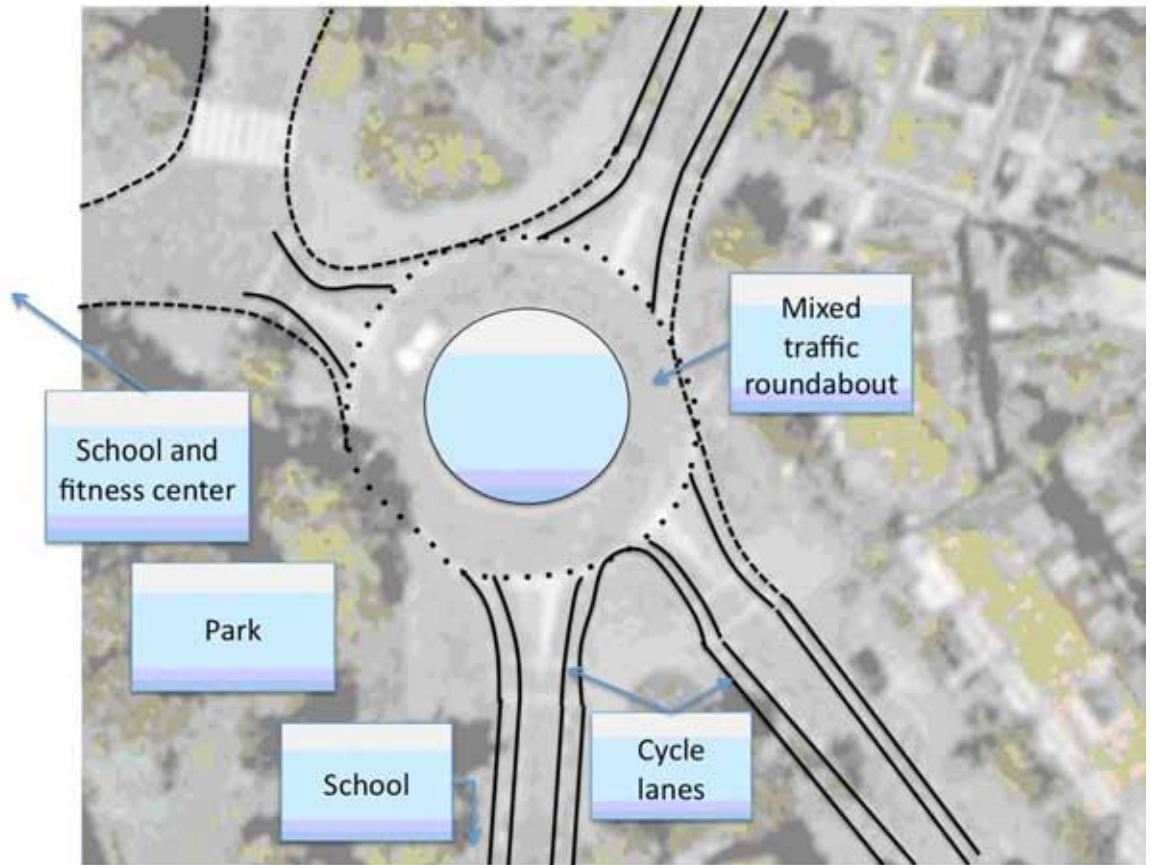 Mixed
traffic
roundabout
School and
fitness center
Park
School
Cycle
lanes